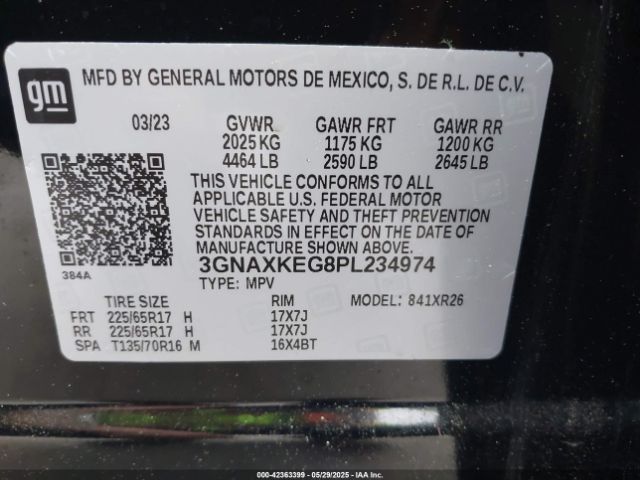 gm
MFD BY GENERAL MOTORS DE MEXICO, S. DE R.L. DE C.V.
03/23 GVWR GAWR FRT GAWR RR
2025 KG 1175 KG 1200 KG
4464 LB 2590 LB 2645 LB
THIS VEHICLE CONFORMS TO ALL
APPLICABLE U.S. FEDERAL MOTOR
VEHICLE SAFETY AND THEFT PREVENTION
STANDARDS IN EFFECT ON THE DATE OF
MANUFACTURE SHOWN ABOVE.
3GNAXKEG8PL234974
384A
TYPE: MPV
TIRE SIZE RIM MODEL: 841XR26
FRT 225/65R17 H 17X7J
RR 225/65R17 H 17X7J
SPA T135/70R16 M 16X4BT
000-42363399 - 05/29/2025 - IAA Inc.